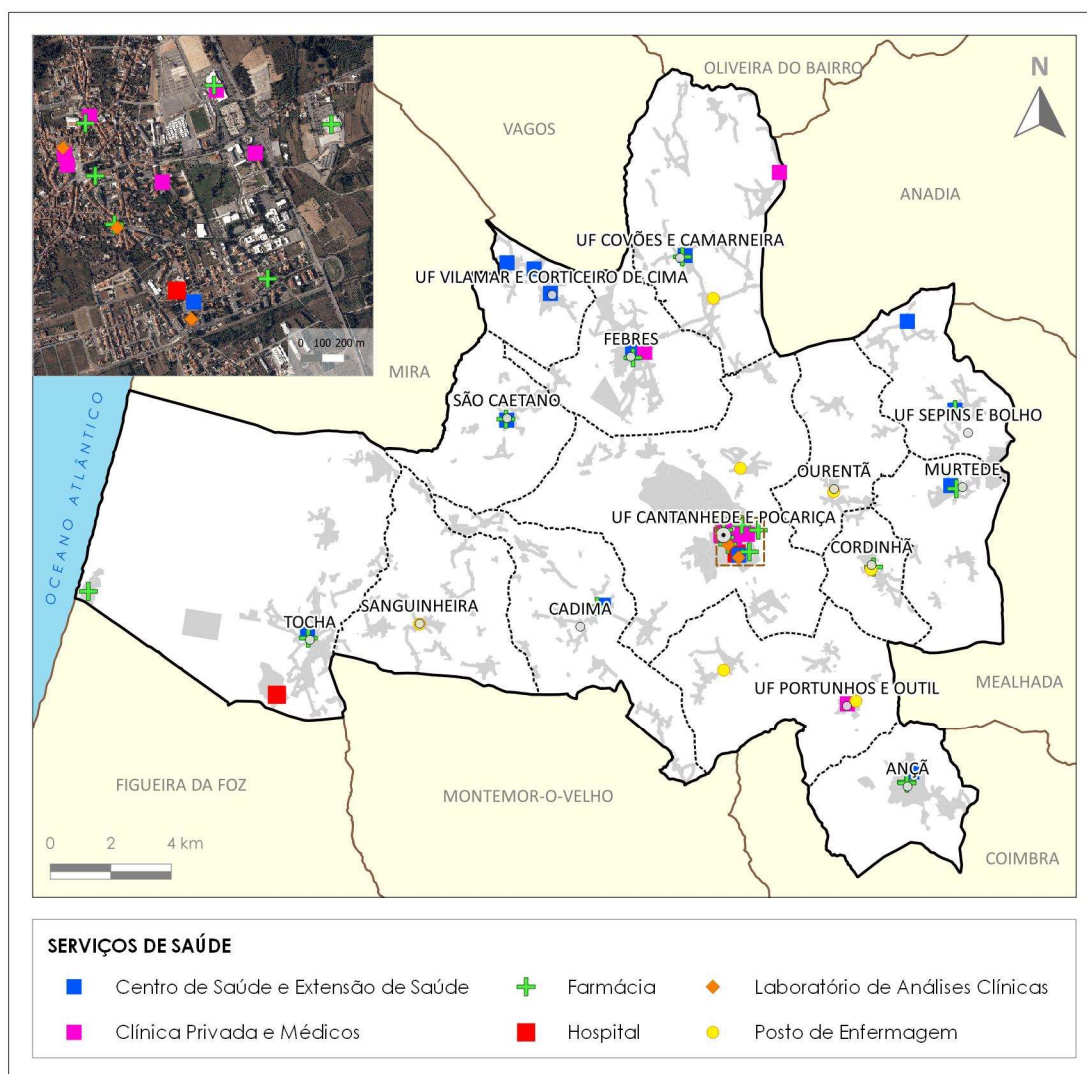 OLIVEIRA DO BAIRRO
N
VAGOS
ANADIA
UF COVÕES E CAMARNEIRA
UF VILAMAR E CORTICEIRO DE CIMA
0 100 200 m
FEBRES
MIRA
SÃO CAETANO
UF SEPINS E BOLHO
OURENTÃ
MURTEDE
OCEANO ATLÂNTICO
UF CANTANHEDE E POCARIÇA
CORDINHÃ
SANGUINHEIRA
CADIMA
TOCHA
MEALHADA
UF PORTUNHOS E OUTIL
ANÇÃ
FIGUEIRA DA FOZ
MONTEMOR-O-VELHO
COIMBRA
0 2 4 km
SERVIÇOS DE SAÚDE
Centro de Saúde e Extensão de Saúde
Farmácia
Laboratório de Análises Clínicas
Clínica Privada e Médicos
Hospital
Posto de Enfermagem